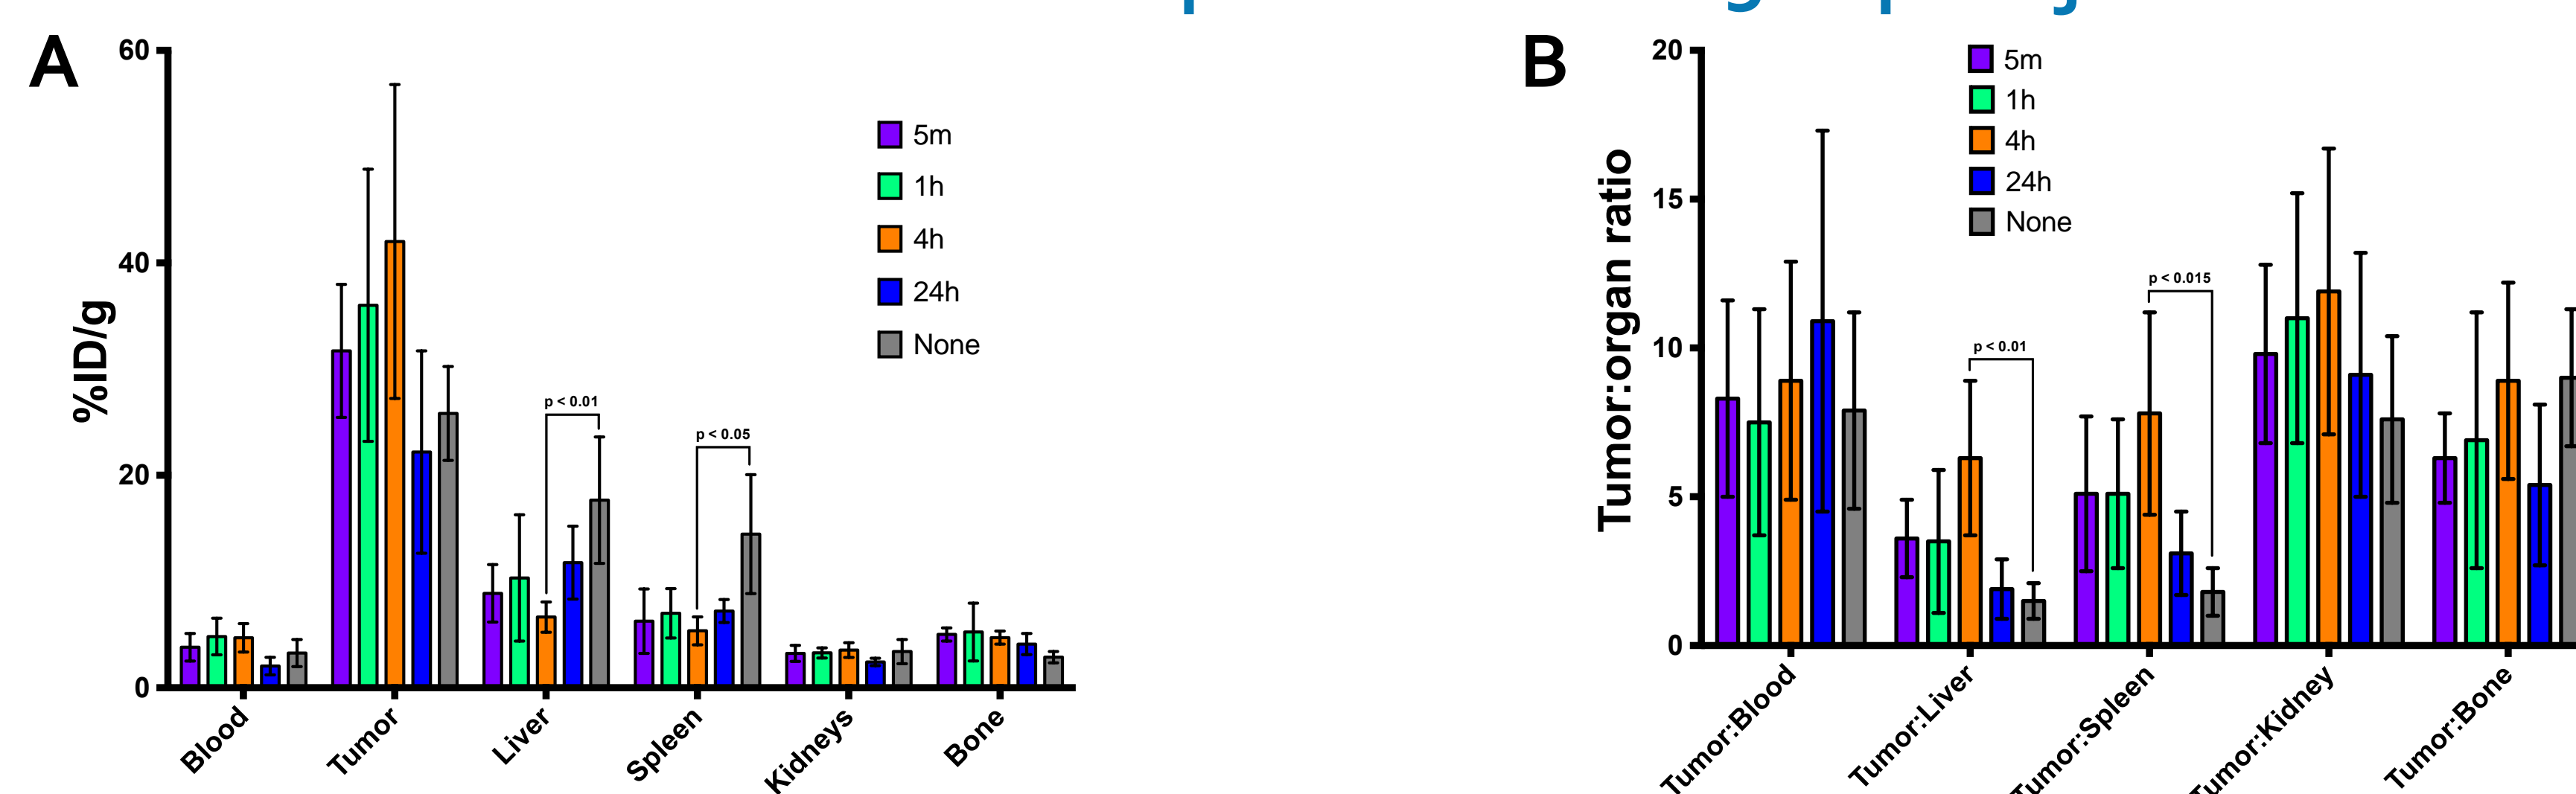 A
60
40
20
0
%ID/g
5m
1h
4h
24h
None
p < 0.01
p < 0.05
Blood
Tumor
Liver
Spleen
Kidneys
Bone
B
20
15
10
5
0
Tumor:organ ratio
5m
1h
4h
24h
None
p < 0.01
p < 0.015
Tumor:Blood
Tumor:Liver
Tumor:Spleen
Tumor:Kidney
Tumor:Bone